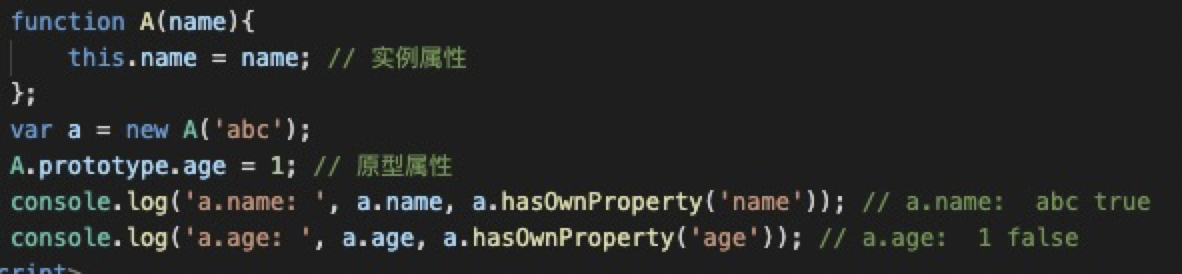 function A(name){
    this.name = name; // 实例属性
};
var a = new A('abc');
A.prototype.age = 1; // 原型属性
console.log('a.name: ', a.name, a.hasOwnProperty('name')); // a.name:  abc true
console.log('a.age: ', a.age, a.hasOwnProperty('age')); // a.age:  1 false
cript>